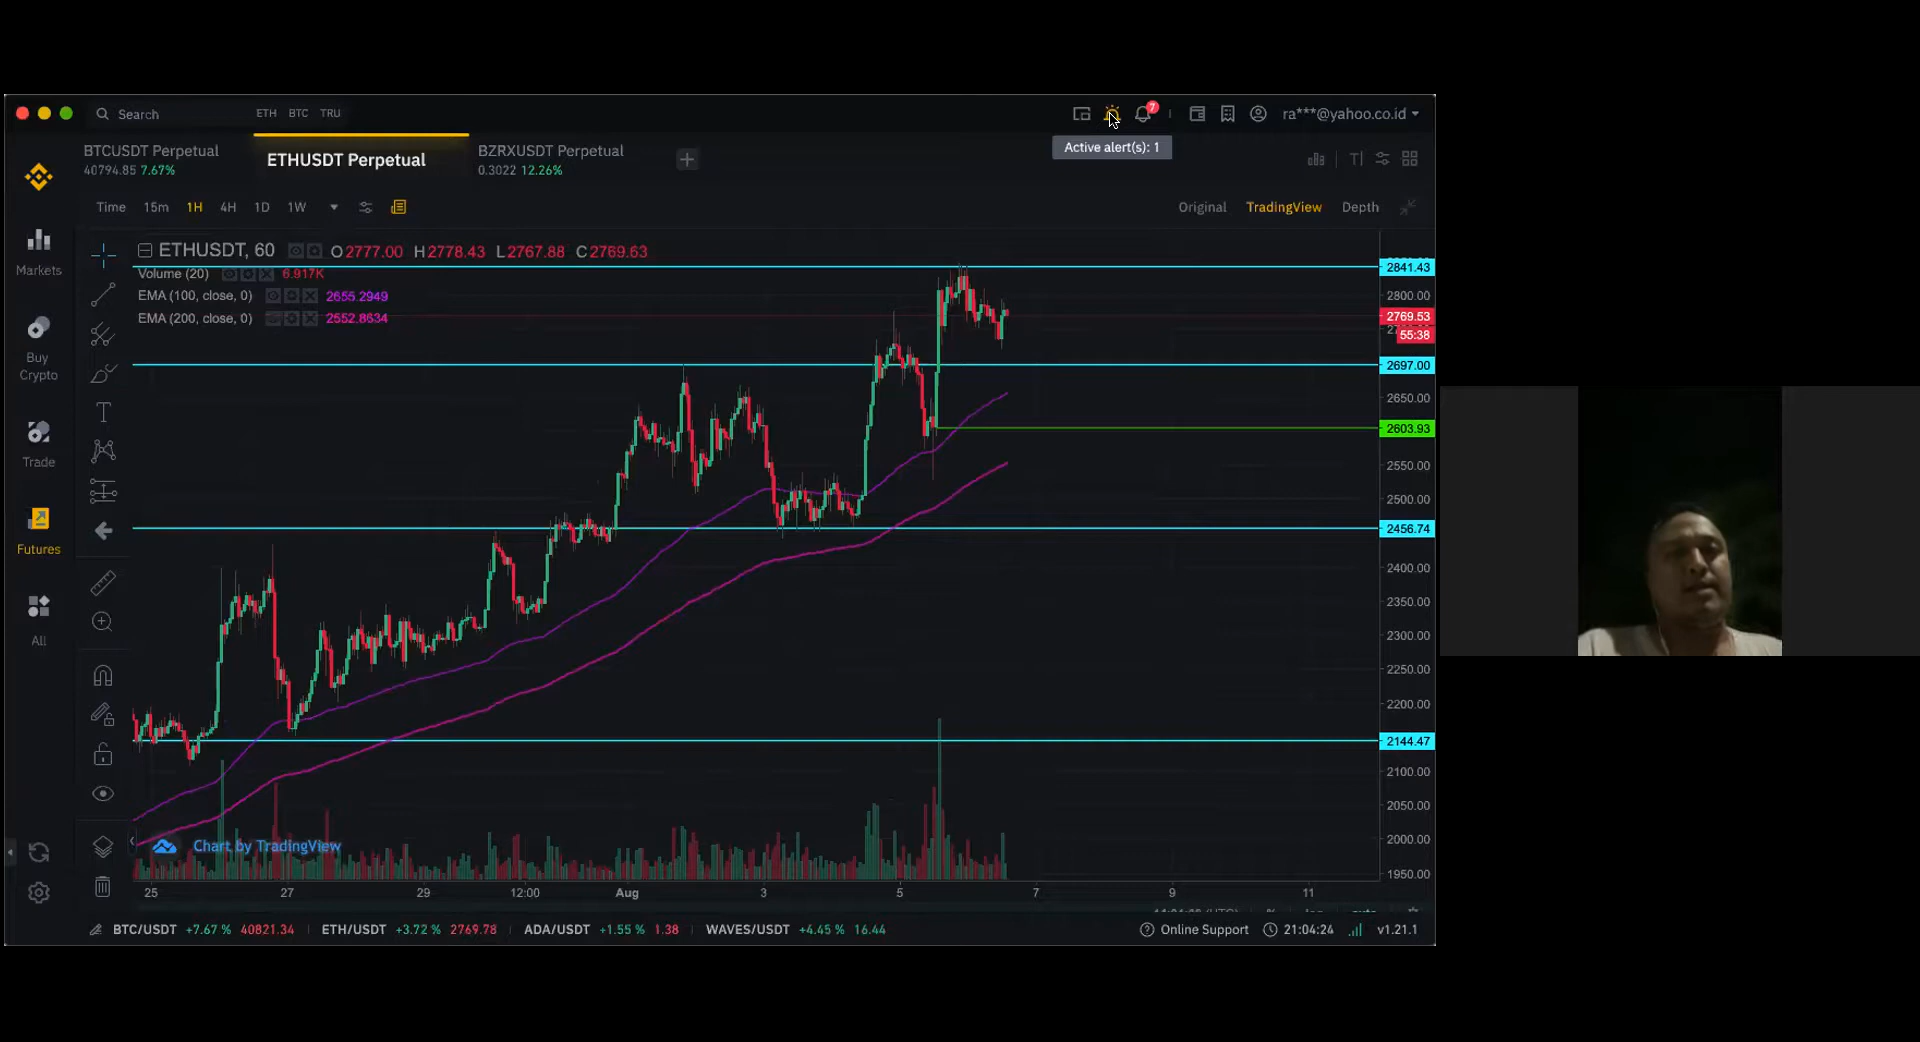 Search ETH BTC TRU 7 ra***@yahoo.co.id
Active alert(s): 1
BTCUSDT Perpetual
40794.85 7.67%
ETHUSDT Perpetual
BZRXUSDT Perpetual
0.3022 12.26%
Time 15m 1H 4H 1D 1W Original TradingView Depth
Markets
Buy
Crypto
Trade
Futures
All
ETHUSDT, 60 O2777.00 H2778.43 L2767.88 C2769.63
Volume (20) 6.917K
EMA (100, close, 0) 2655.2949
EMA (200, close, 0) 2552.8634
2841.43
2800.00
2769.53
55:38
2697.00
2650.00
2603.93
2550.00
2500.00
2456.74
2400.00
2350.00
2300.00
2250.00
2200.00
2144.47
2100.00
2050.00
2000.00
1950.00
Chart by TradingView
25 27 29 12:00 Aug 3 5 7 9 11
BTC/USDT +7.67 % 40821.34 ETH/USDT +3.72 % 2769.78 ADA/USDT +1.55 % 1.38 WAVES/USDT +4.45 % 16.44 Online Support 21:04:24 v1.21.1